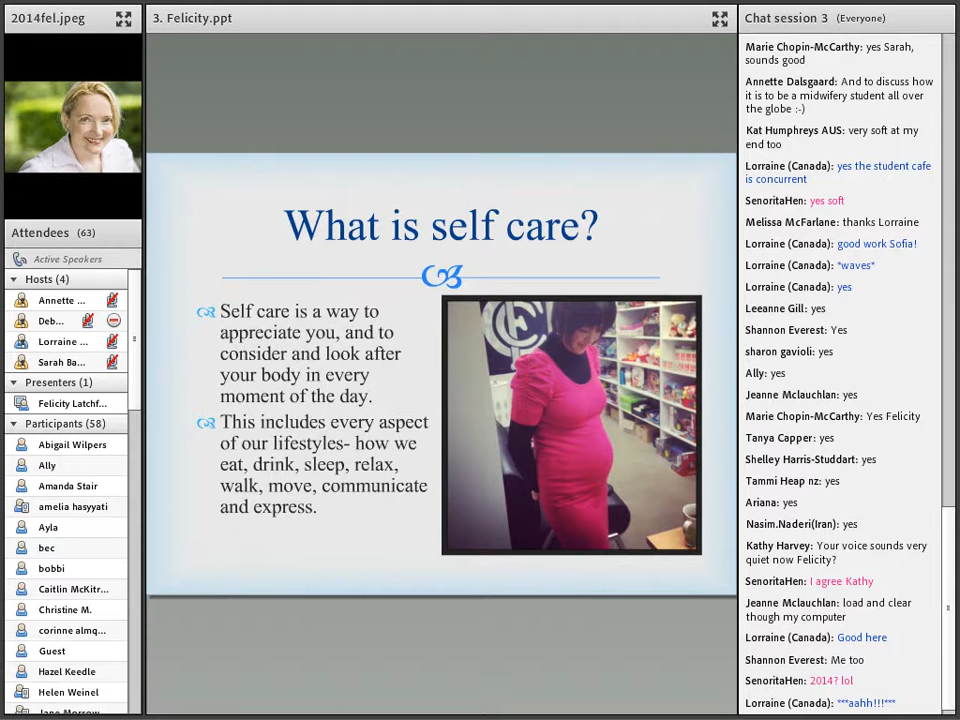 2014fel.jpeg
Attendees (63)
Active Speakers
Hosts (4)
Annette ...
Deb...
Lorraine ...
Sarah Ba...
Presenters (1)
Felicity Latchf...
Participants (58)
Abigail Wilpers
Ally
Amanda Stair
amelia hasyyati
Ayla
bec
bobbi
Caitlin McKitr...
Christine M.
corinne almq...
Guest
Hazel Keedle
Helen Weinel
Jane Morrow
3. Felicity.ppt
What is self care?
Self care is a way to
appreciate you, and to
consider and look after
your body in every
moment of the day.
This includes every aspect
of our lifestyles- how we
eat, drink, sleep, relax,
walk, move, communicate
and express.
Chat session 3 (Everyone)
Marie Chopin-McCarthy: yes Sarah,
sounds good
Annette Dalsgaard: And to discuss how
it is to be a midwifery student all over
the globe :-)
Kat Humphreys AUS: very soft at my
end too
Lorraine (Canada): yes the student cafe
is concurrent
SenoritaHen: yes soft
Melissa McFarlane: thanks Lorraine
Lorraine (Canada): good work Sofia!
Lorraine (Canada): *waves*
Lorraine (Canada): yes
Leeanne Gill: yes
Shannon Everest: Yes
sharon gavioli: yes
Ally: yes
Jeanne Mclauchlan: yes
Marie Chopin-McCarthy: Yes Felicity
Tanya Capper: yes
Shelley Harris-Studdart: yes
Tammi Heap nz: yes
Ariana: yes
Nasim.Naderi(Iran): yes
Kathy Harvey: Your voice sounds very
quiet now Felicity?
SenoritaHen: I agree Kathy
Jeanne Mclauchlan: load and clear
though my computer
Lorraine (Canada): Good here
Shannon Everest: Me too
SenoritaHen: 2014? lol
Lorraine (Canada): ***aahh!!!***